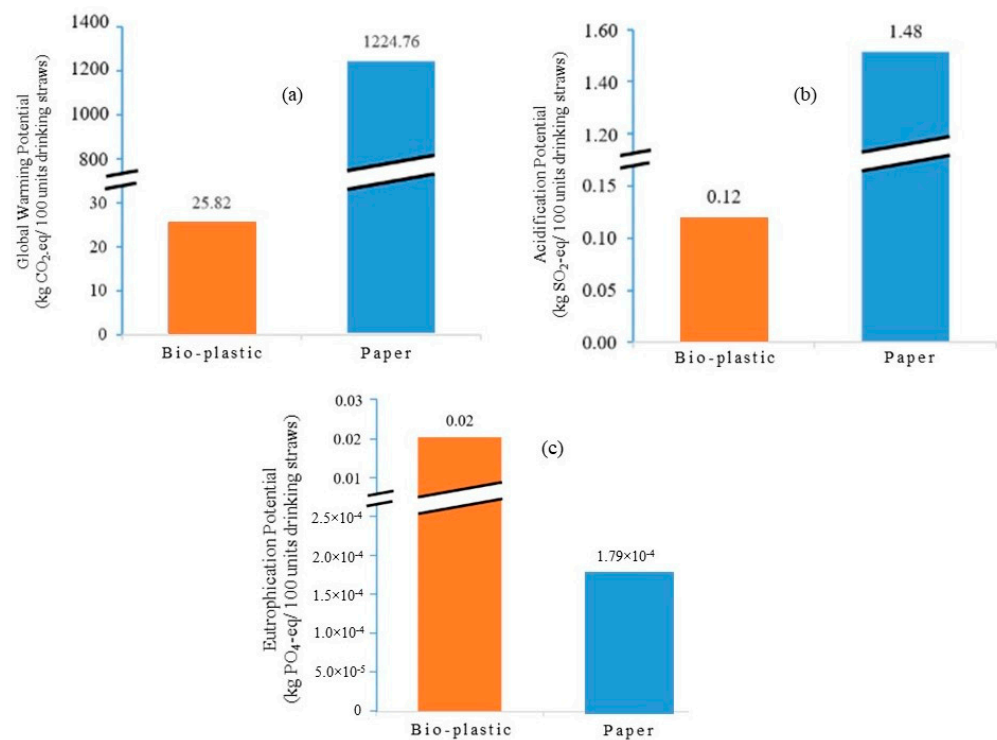 1400
1200
1000
800
30
20
10
0
Global Warming Potential
(kg CO₂.eq/ 100 units drinking straws)
1224.76
25.82
(a)
Bio-plastic
Paper
1.60
1.50
1.20
0.15
0.10
0.05
0.00
Acidification Potential
(kg SO₂-eq/ 100 units drinking straws)
1.48
0.12
(b)
Bio-plastic
Paper
0.03
0.02
0.01
2.5×10⁻⁴
2.0×10⁻⁴
1.5×10⁻⁴
1.0×10⁻⁴
5.0×10⁻⁵
0
Eutrophication Potential
(kg PO₄-eq/ 100 units drinking straws)
0.02
1.79×10⁻⁴
(c)
Bio-plastic
Paper